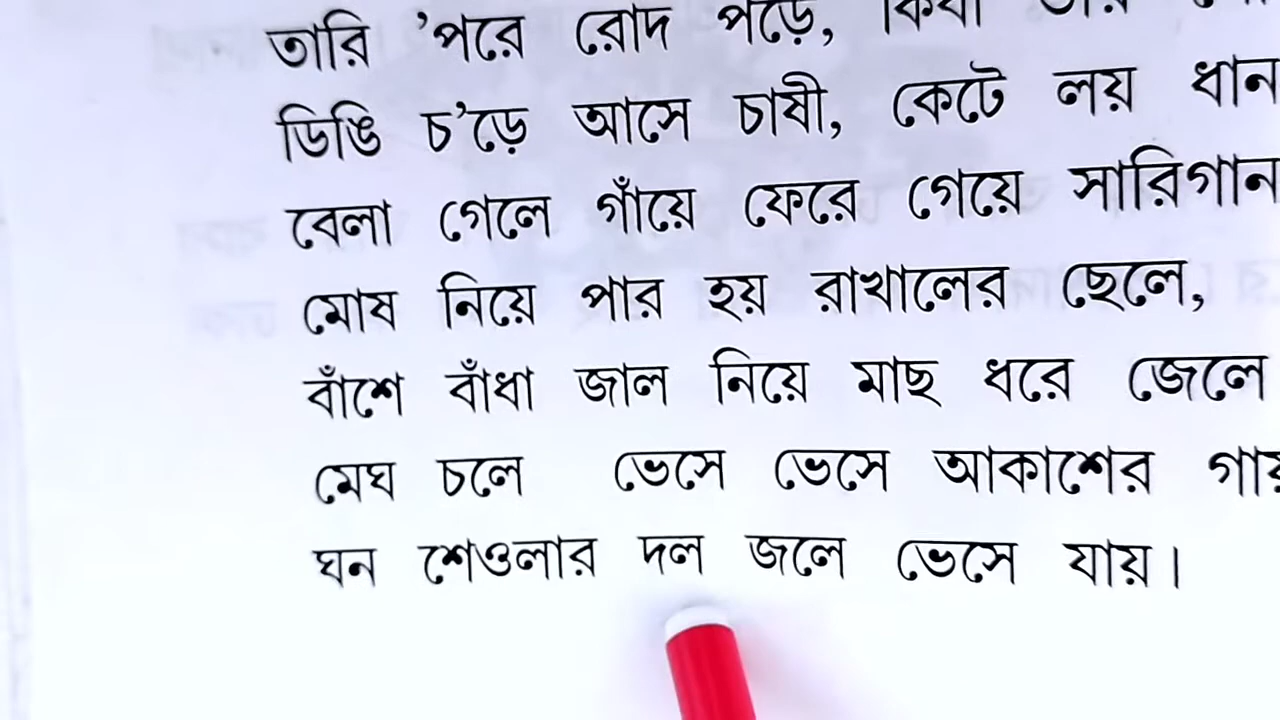 তারি ’পরে রোদ পড়ে, কিবা তার
ডিঙি চ’ড়ে আসে চাষী, কেটে লয় ধান
বেলা গেলে গাঁয়ে ফেরে গেয়ে সারিগান
মোষ নিয়ে পার হয় রাখালের ছেলে,
বাঁশে বাঁধা জাল নিয়ে মাছ ধরে জেলে
মেঘ চলে ভেসে ভেসে আকাশের গায়
ঘন শেওলার দল জলে ভেসে যায়।